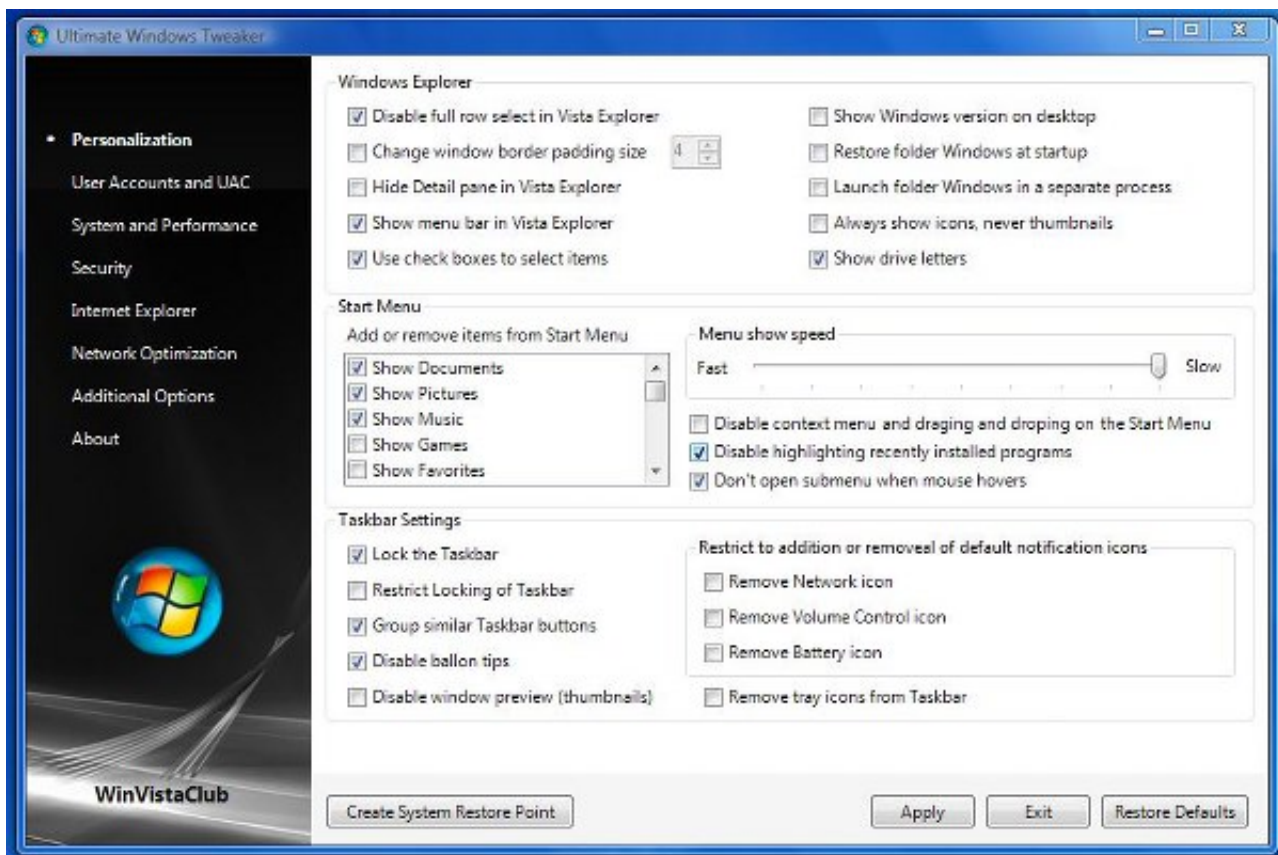 Ultimate Windows Tweaker
Personalization
User Accounts and UAC
System and Performance
Security
Internet Explorer
Network Optimization
Additional Options
About
WinVistaClub
Windows Explorer
Disable full row select in Vista Explorer
Change window border padding size 4
Hide Detail pane in Vista Explorer
Show menu bar in Vista Explorer
Use check boxes to select items
Show Windows version on desktop
Restore folder Windows at startup
Launch folder Windows in a separate process
Always show icons, never thumbnails
Show drive letters
Start Menu
Add or remove items from Start Menu
Show Documents
Show Pictures
Show Music
Show Games
Show Favorites
Menu show speed
Fast Slow
Disable context menu and draging and droping on the Start Menu
Disable highlighting recently installed programs
Don't open submenu when mouse hovers
Taskbar Settings
Lock the Taskbar
Restrict Locking of Taskbar
Group similar Taskbar buttons
Disable ballon tips
Disable window preview (thumbnails)
Restrict to addition or removeal of default notification icons
Remove Network icon
Remove Volume Control icon
Remove Battery icon
Remove tray icons from Taskbar
Create System Restore Point
Apply
Exit
Restore Defaults